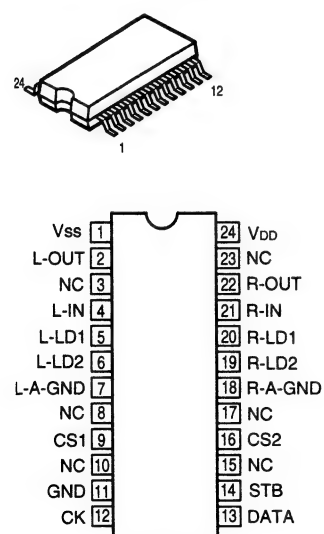 24
12
1
Vss 1 24 VDD
L-OUT 2 23 NC
NC 3 22 R-OUT
L-IN 4 21 R-IN
L-LD1 5 20 R-LD1
L-LD2 6 19 R-LD2
L-A-GND 7 18 R-A-GND
NC 8 17 NC
CS1 9 16 CS2
NC 10 15 NC
GND 11 14 STB
CK 12 13 DATA